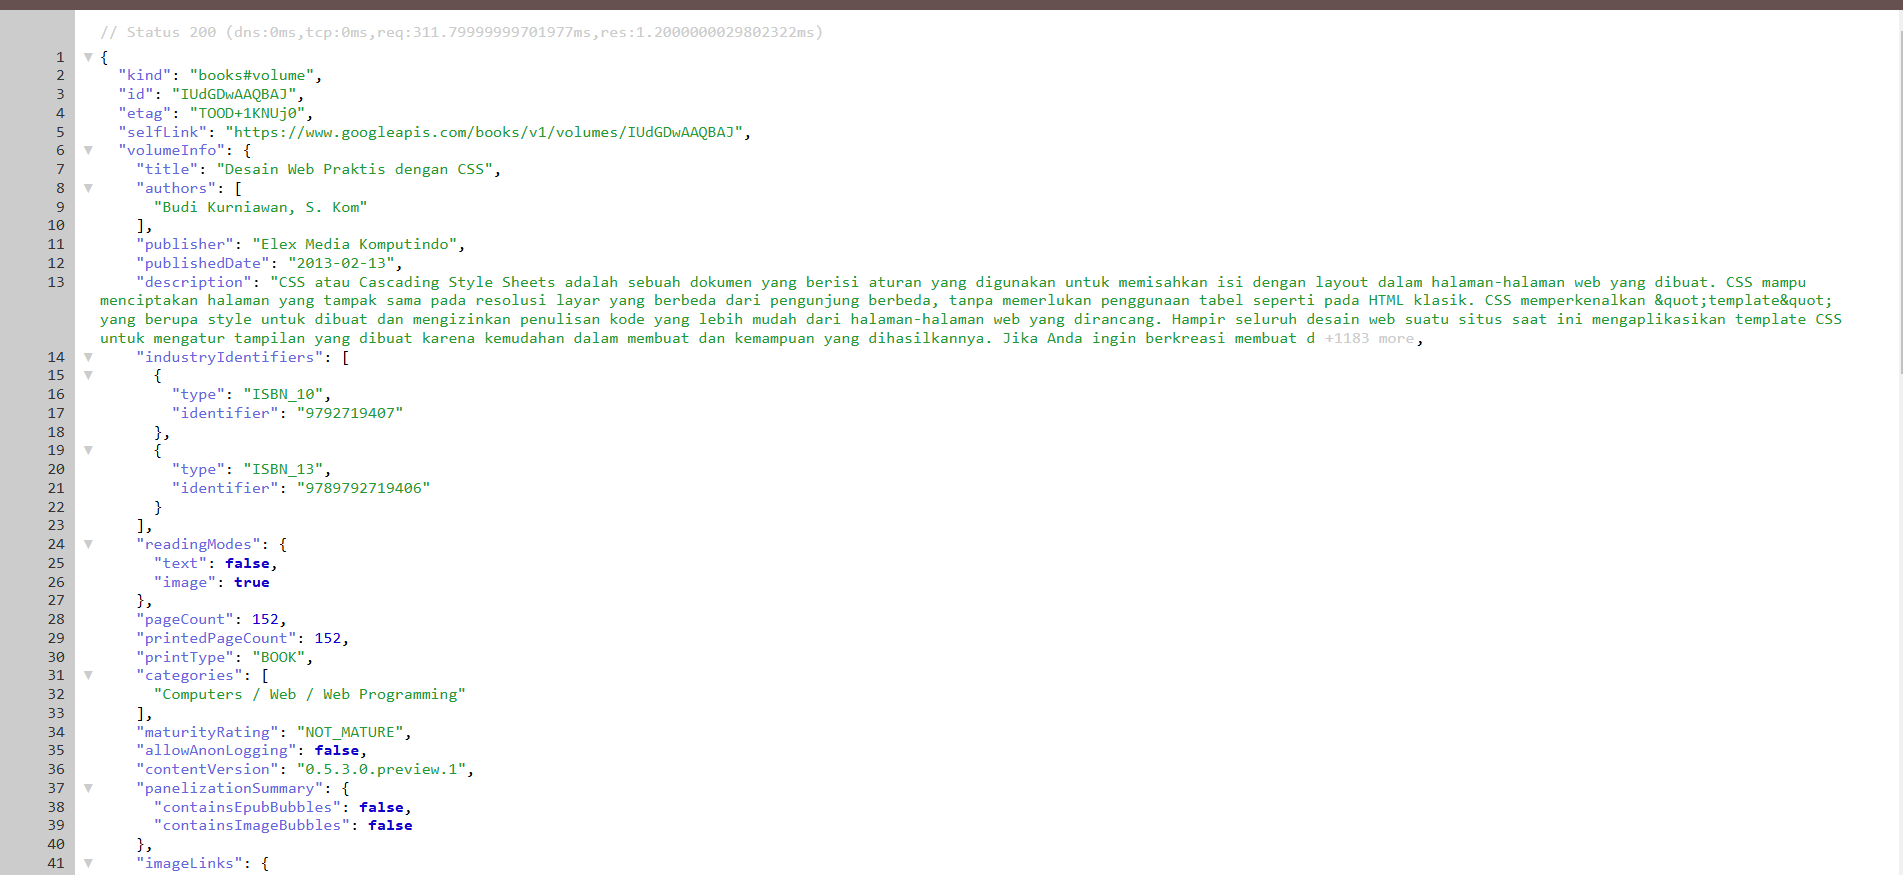 // Status 200 (dns:0ms,tcp:0ms,req:311.79999999701977ms,res:1.2000000029802322ms)
1 {
2 "kind": "books#volume",
3 "id": "IUdGDwAAQBAJ",
4 "etag": "TOOD+1KNUj0",
5 "selfLink": "https://www.googleapis.com/books/v1/volumes/IUdGDwAAQBAJ",
6 "volumeInfo": {
7 "title": "Desain Web Praktis dengan CSS",
8 "authors": [
9 "Budi Kurniawan, S. Kom"
10 ],
11 "publisher": "Elex Media Komputindo",
12 "publishedDate": "2013-02-13",
13 "description": "CSS atau Cascading Style Sheets adalah sebuah dokumen yang berisi aturan yang digunakan untuk memisahkan isi dengan layout dalam halaman-halaman web yang dibuat. CSS mampu
menciptakan halaman yang tampak sama pada resolusi layar yang berbeda dari pengunjung berbeda, tanpa memerlukan penggunaan tabel seperti pada HTML klasik. CSS memperkenalkan &quot;template&quot;
yang berupa style untuk dibuat dan mengizinkan penulisan kode yang lebih mudah dari halaman-halaman web yang dirancang. Hampir seluruh desain web suatu situs saat ini mengaplikasikan template CSS
untuk mengatur tampilan yang dibuat karena kemudahan dalam membuat dan kemampuan yang dihasilkannya. Jika Anda ingin berkreasi membuat d +1183 more,
14 "industryIdentifiers": [
15 {
16 "type": "ISBN_10",
17 "identifier": "9792719407"
18 },
19 {
20 "type": "ISBN_13",
21 "identifier": "9789792719406"
22 }
23 ],
24 "readingModes": {
25 "text": false,
26 "image": true
27 },
28 "pageCount": 152,
29 "printedPageCount": 152,
30 "printType": "BOOK",
31 "categories": [
32 "Computers / Web / Web Programming"
33 ],
34 "maturityRating": "NOT_MATURE",
35 "allowAnonLogging": false,
36 "contentVersion": "0.5.3.0.preview.1",
37 "panelizationSummary": {
38 "containsEpubBubbles": false,
39 "containsImageBubbles": false
40 },
41 "imageLinks": {